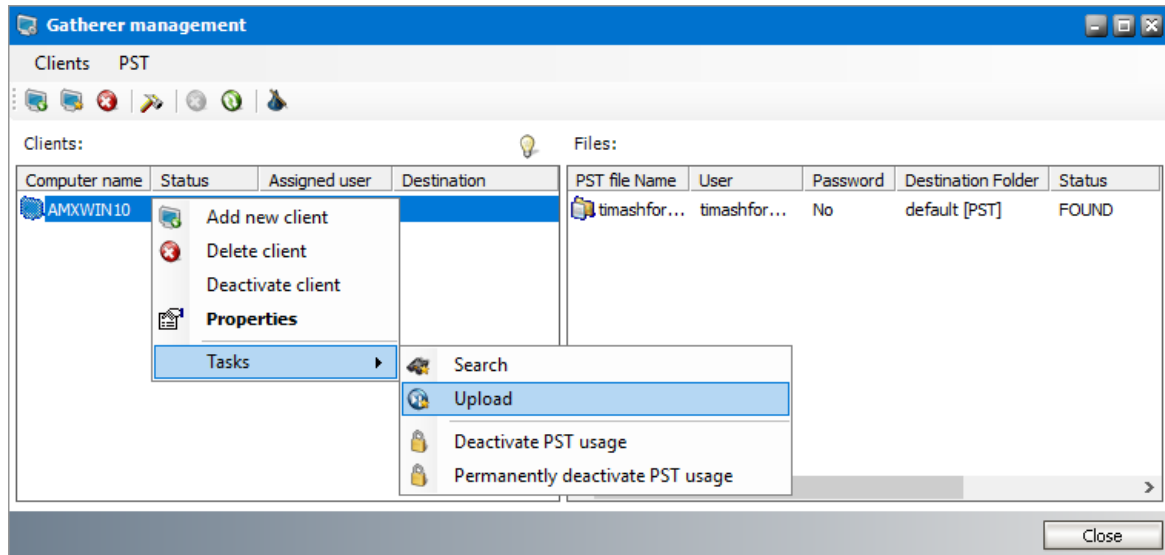 Gatherer management
Clients PST
Clients: Files:
Computer name Status Assigned user Destination PST file Name User Password Destination Folder Status
AMXWIN10 timashfor... timashfor... No default [PST] FOUND
Add new client
Delete client
Deactivate client
Properties
Tasks
Search
Upload
Deactivate PST usage
Permanently deactivate PST usage
Close